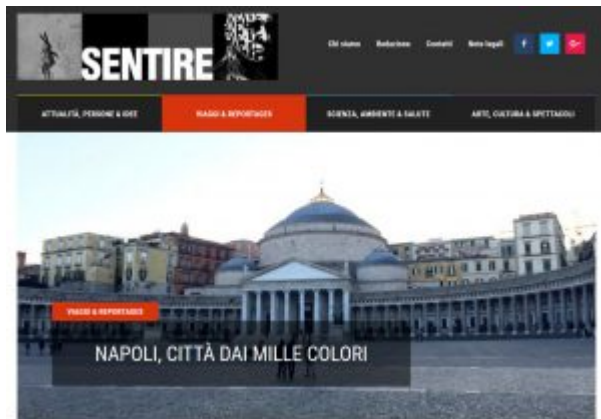 SENTIRE
Chi siamo Redazione Contatti Note legali f G+
ATTUALITÀ, PERSONE & IDEE VIAGGI & REPORTAGES SCIENZA, AMBIENTE & SALUTE ARTE, CULTURA & SPETTACOLI
VIAGGI & REPORTAGES
NAPOLI, CITTÀ DAI MILLE COLORI